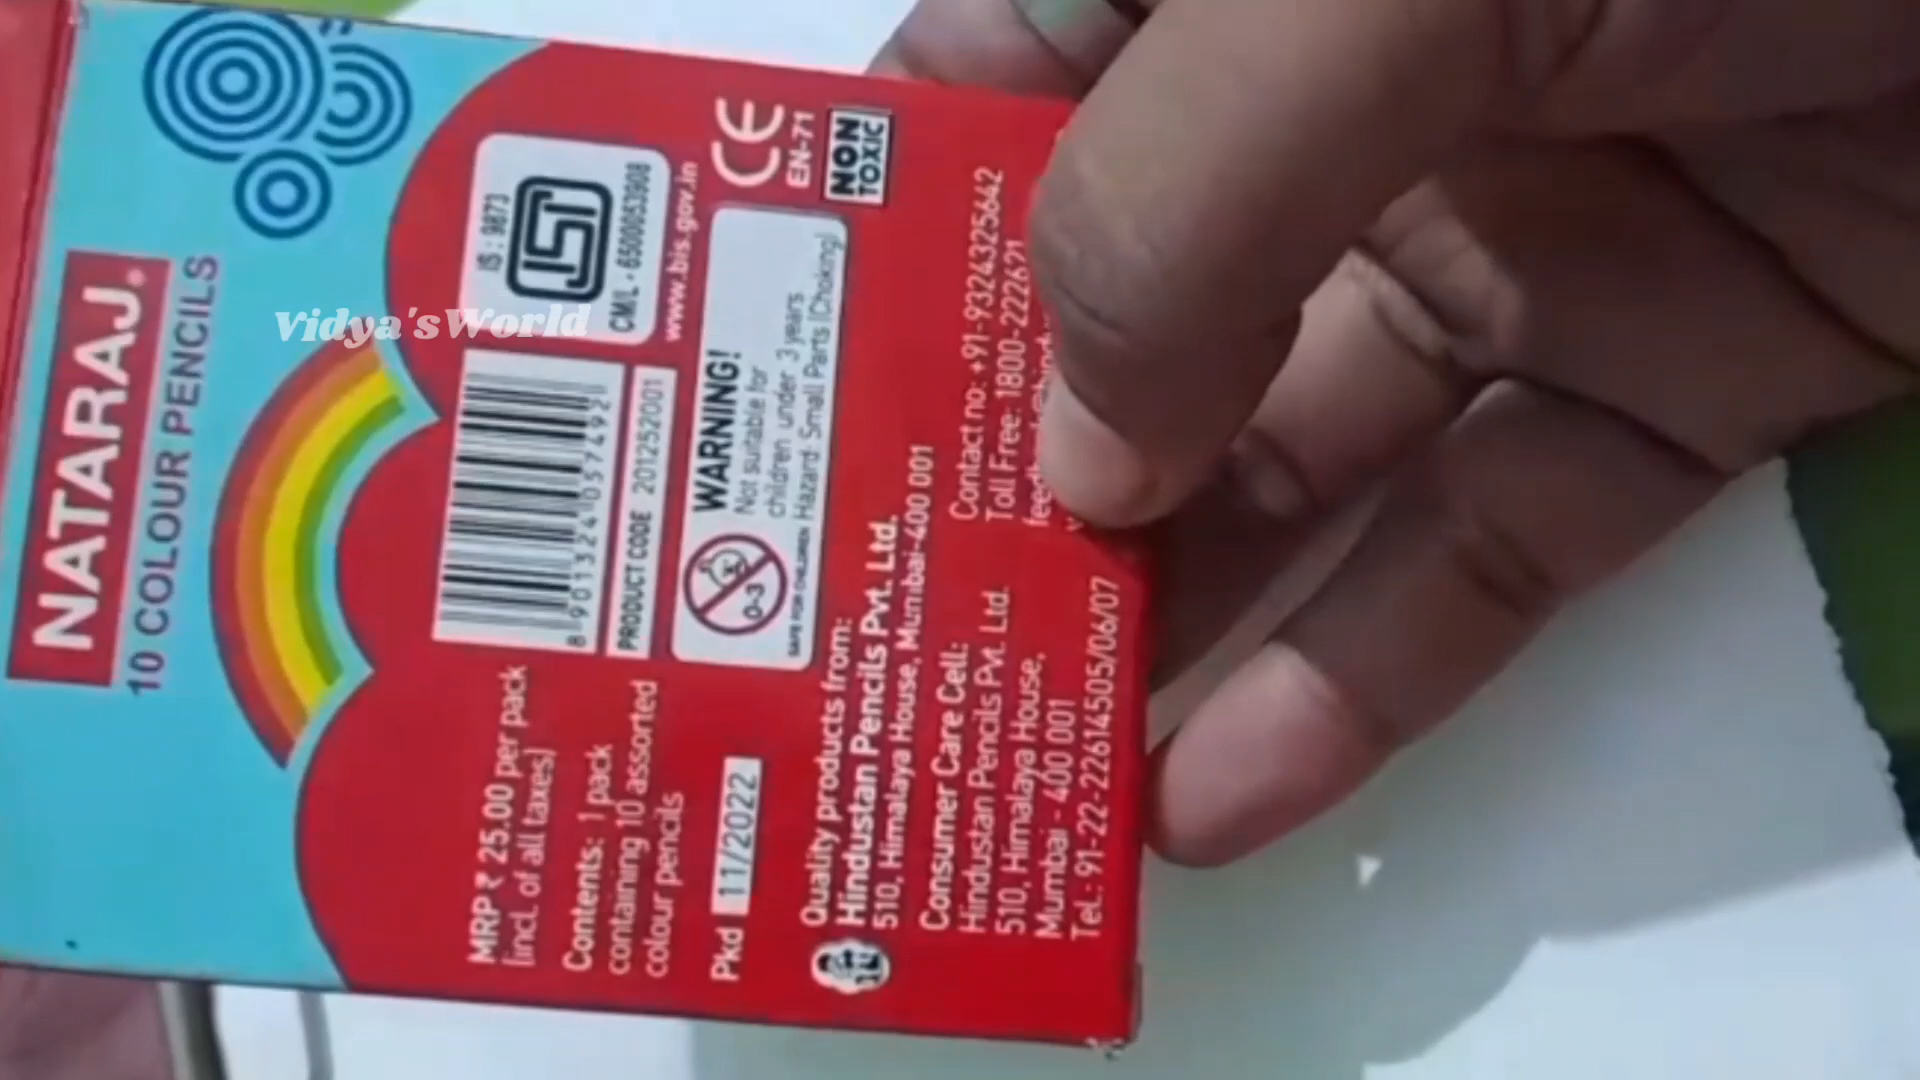 NATARAJ
10 COLOUR PENCILS
Vidya's World
MRP ₹ 25.00 per pack
(incl. of all taxes)
Contents: 1 pack
containing 10 assorted
colour pencils
Pkd 11/2022
8 901324 057492
PRODUCT CODE 201252001
IS : 9873
CM/L - 6500053908
www.bis.gov.in
0-3
SAFE FOR CHILDREN
WARNING!
Not suitable for
children under 3 years
Hazard: Small Parts (Choking)
CE
EN-71
NON
TOXIC
Quality products from:
Hindustan Pencils Pvt. Ltd.
510, Himalaya House, Mumbai-400 001
Consumer Care Cell:
Hindustan Pencils Pvt. Ltd.
510, Himalaya House,
Mumbai - 400 001
Tel.: 91-22-22614505/06/07
Contact no: +91-9324325642
Toll Free: 1800-222621